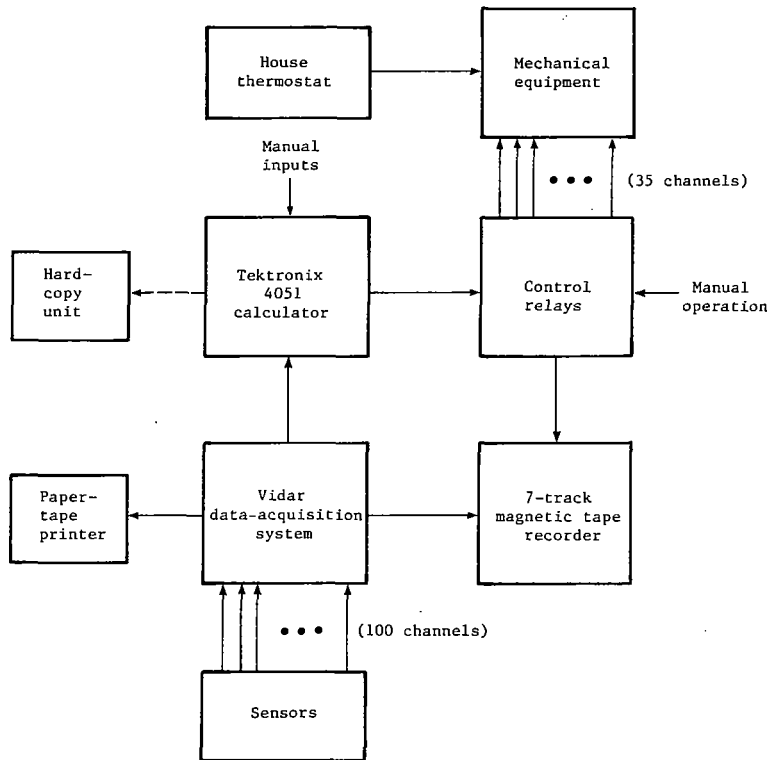 House
thermostat
Mechanical
equipment
Manual
inputs
(35 channels)
Hard-
copy
unit
Tektronix
4051
calculator
Control
relays
Manual
operation
Paper-
tape
printer
Vidar
data-acquisition
system
7-track
magnetic tape
recorder
(100 channels)
Sensors